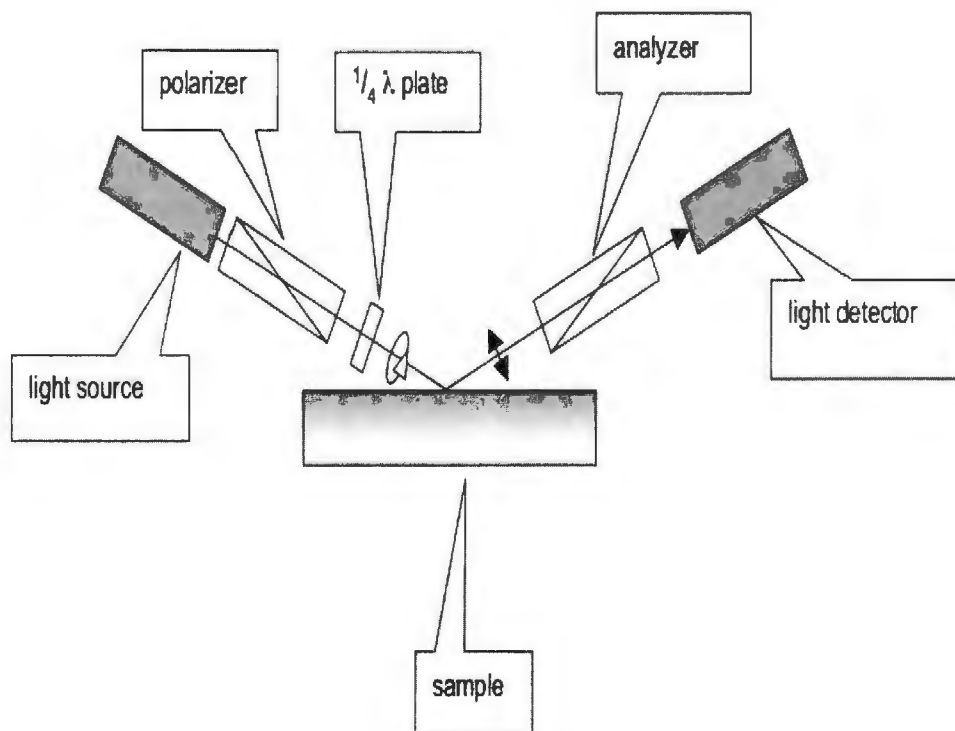 analyzer
polarizer
1/4 λ plate
light detector
light source
sample